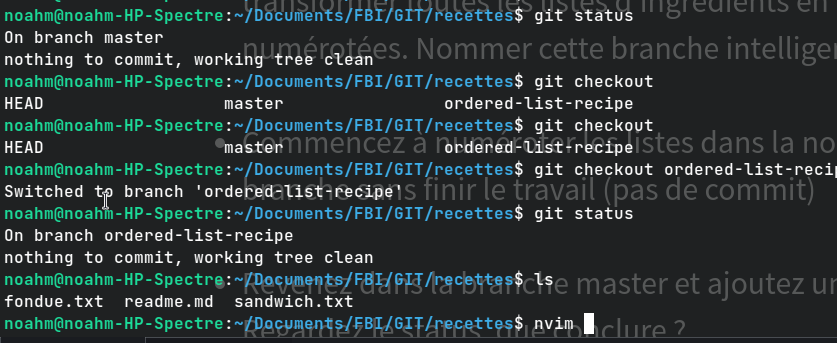 transformer toutes les listes d'ingrédients en
noahm@noahm-HP-Spectre:~/Documents/FBI/GIT/recettes$ git status
On branch master
numérotées. Nommer cette branche intelliger
nothing to commit, working tree clean
noahm@noahm-HP-Spectre:~/Documents/FBI/GIT/recettes$ git checkout
HEAD master ordered-list-recipe
noahm@noahm-HP-Spectre:~/Documents/FBI/GIT/recettes$ git checkout
Commencez à numéroter les listes dans la no
HEAD master ordered-list-recipe
noahm@noahm-HP-Spectre:~/Documents/FBI/GIT/recettes$ git checkout ordered-list-recip
Switched to branch 'ordered-list-recipe'
branche sans finir le travail (pas de commit)
noahm@noahm-HP-Spectre:~/Documents/FBI/GIT/recettes$ git status
On branch ordered-list-recipe
nothing to commit, working tree clean
noahm@noahm-HP-Spectre:~/Documents/FBI/GIT/recettes$ ls
Revenez dans la branche master et ajoutez un
fondue.txt readme.md sandwich.txt
noahm@noahm-HP-Spectre:~/Documents/FBI/GIT/recettes$ nvim
Regardez le status, que conclure ?